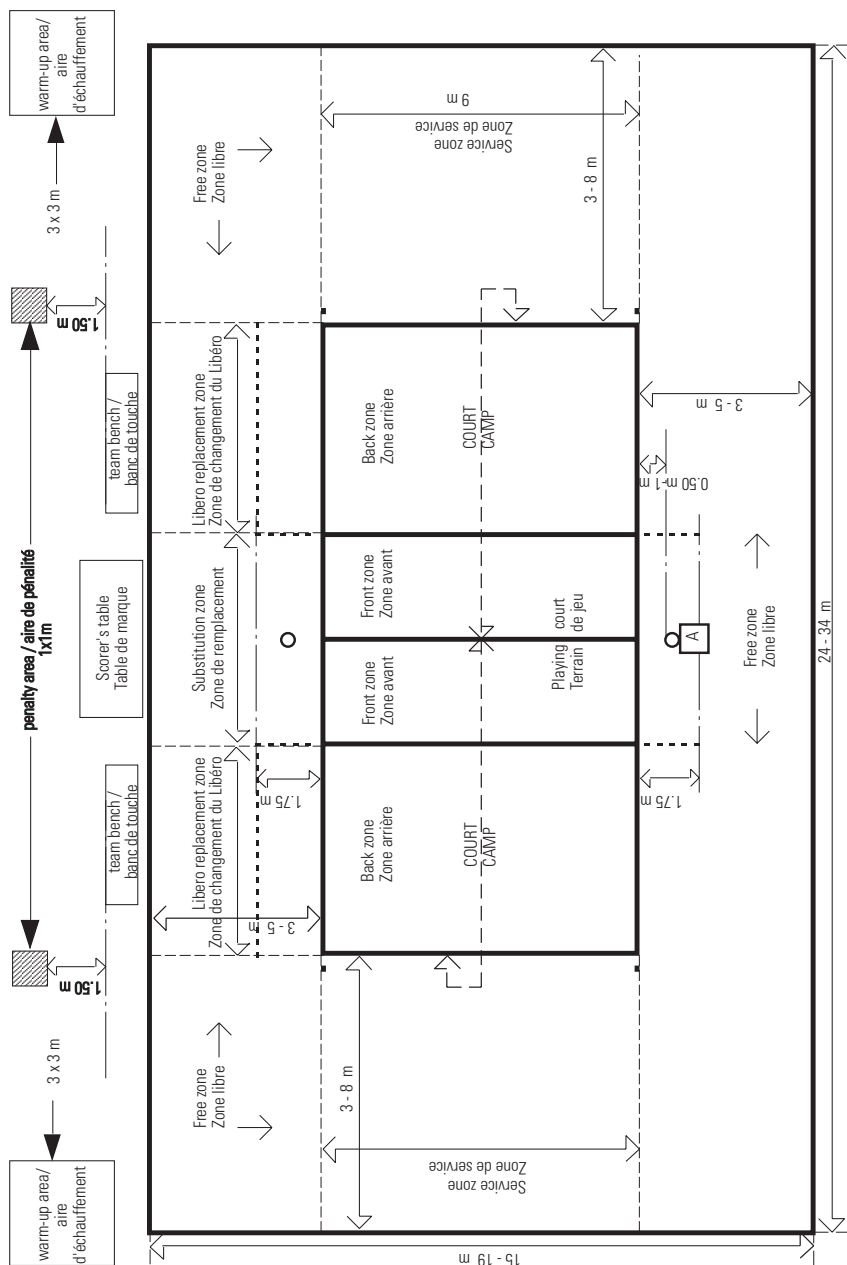 warm-up area/
aire
d'échauffement
3 x 3 m
1.50 m
penalty area / aire de pénalité
1x1m
1.50 m
3 x 3 m
warm-up area/
aire
d'échauffement
team bench /
banc de touche
Scorer's table
Table de marque
team bench /
banc de touche
Free zone
Zone libre
Libero replacement zone
Zone de changement du Libéro
Substitution zone
Zone de remplacement
Libero replacement zone
Zone de changement du Libéro
Free zone
Zone libre
3 - 5 m
1.75 m
3 - 8 m
Service zone
Zone de service
Back zone
Zone arrière
Front zone
Zone avant
Front zone
Zone avant
Back zone
Zone arrière
9 m
Service zone
Zone de service
COURT
CAMP
COURT
CAMP
Playing court
Terrain de jeu
3 - 8 m
1.75 m
A
0.50 m-1 m
3 - 5 m
Free zone
Zone libre
15 - 19 m
24 - 34 m